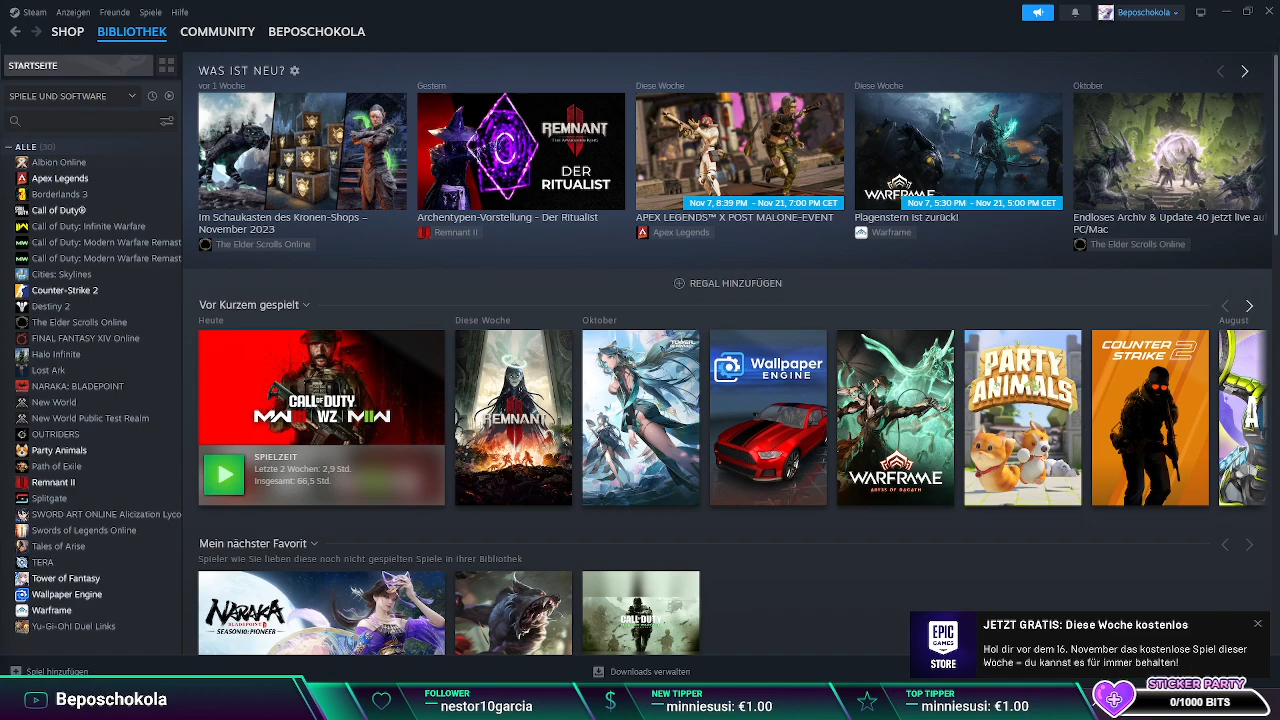 Steam Anzeigen Freunde Spiele Hilfe
Beposchokola
SHOP BIBLIOTHEK COMMUNITY BEPOSCHOKOLA
STARTSEITE
SPIELE UND SOFTWARE
ALLE (30)
Albion Online
Apex Legends
Borderlands 3
Call of Duty®
Call of Duty: Infinite Warfare
Call of Duty: Modern Warfare Remast
Call of Duty: Modern Warfare Remast
Cities: Skylines
Counter-Strike 2
Destiny 2
The Elder Scrolls Online
FINAL FANTASY XIV Online
Halo Infinite
Lost Ark
NARAKA: BLADEPOINT
New World
New World Public Test Realm
OUTRIDERS
Party Animals
Path of Exile
Remnant II
Splitgate
SWORD ART ONLINE Alicization Lyco
Swords of Legends Online
Tales of Arise
TERA
Tower of Fantasy
Wallpaper Engine
Warframe
Yu-Gi-Oh! Duel Links
Spiel hinzufügen
WAS IST NEU?
vor 1 Woche
Im Schaukasten des Kronen-Shops –
November 2023
The Elder Scrolls Online
Gestern
REMNANT
DER
RITUALIST
Archentypen-Vorstellung - Der Ritualist
Remnant II
Diese Woche
Nov 7, 8:39 PM - Nov 21, 7:00 PM CET
APEX LEGENDS™ X POST MALONE-EVENT
Apex Legends
Diese Woche
WARFRAME
Nov 7, 5:30 PM - Nov 21, 5:00 PM CET
Plagenstern ist zurück!
Warframe
Oktober
Endloses Archiv & Update 40 jetzt live au
PC/Mac
The Elder Scrolls Online
REGAL HINZUFÜGEN
Vor Kurzem gespielt
Heute
CALL OF DUTY
MWIII WZ MWII
SPIELZEIT
Letzte 2 Wochen: 2,9 Std.
Insgesamt: 66,5 Std.
Diese Woche
REMNANT
Oktober
Wallpaper
ENGINE
WARFRAME
ABYSS OF DAGATH
PARTY
ANIMALS
COUNTER
STRIKE 2
August
Mein nächster Favorit
Spieler wie Sie lieben diese noch nicht gespielten Spiele in Ihrer Bibliothek
NARAKA
BLADEPOINT
SEASON10: PIONEER
CALL OF DUTY
Downloads verwalten
EPIC
GAMES
STORE
JETZT GRATIS: Diese Woche kostenlos
Hol dir vor dem 16. November das kostenlose Spiel dieser
Woche – du kannst es für immer behalten!
Beposchokola
FOLLOWER
nestor10garcia
NEW TIPPER
minniesusi: €1.00
TOP TIPPER
minniesusi: €1.00
STICKER PARTY
0/1000 BITS